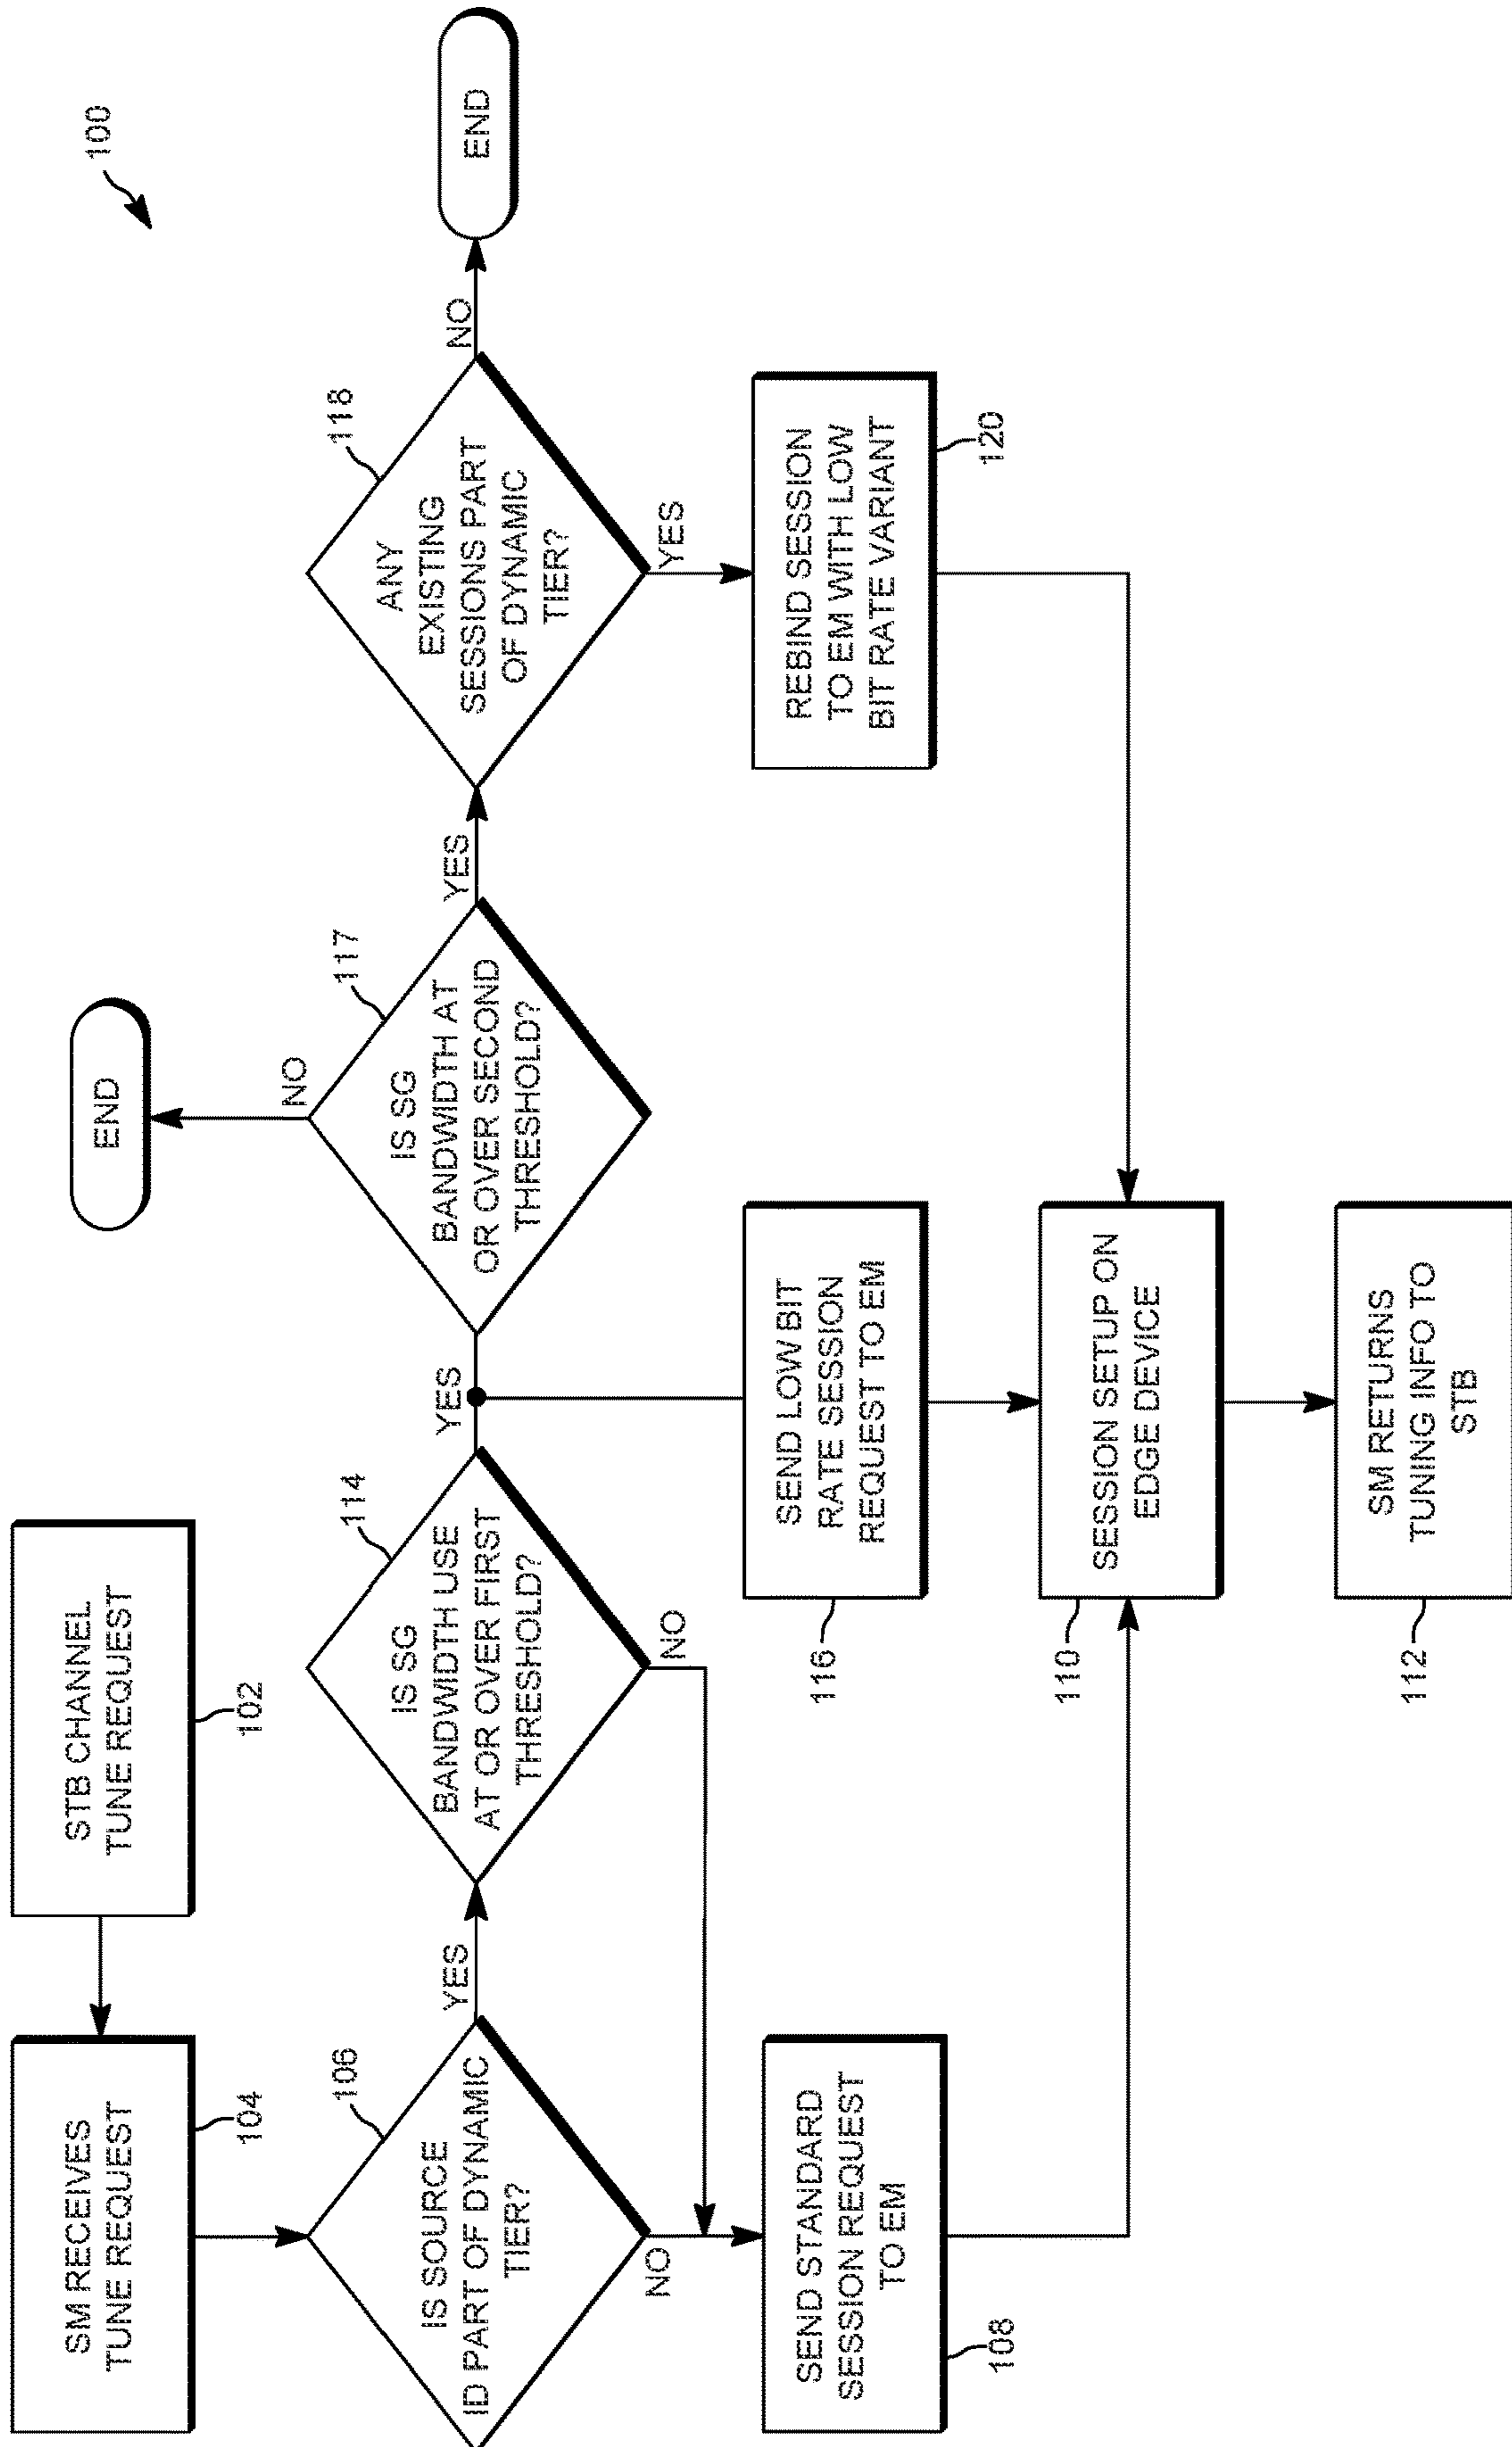 100
STB CHANNEL
TUNE REQUEST
102
SM RECEIVES
TUNE REQUEST
104
IS SOURCE
ID PART OF DYNAMIC
TIER?
106
YES
NO
IS SG
BANDWIDTH USE
AT OR OVER FIRST
THRESHOLD?
114
YES
NO
IS SG
BANDWIDTH AT
OR OVER SECOND
THRESHOLD?
117
NO
END
YES
ANY
EXISTING
SESSIONS PART
OF DYNAMIC
TIER?
118
NO
END
YES
SEND STANDARD
SESSION REQUEST
TO EM
108
SEND LOW BIT
RATE SESSION
REQUEST TO EM
116
REBIND SESSION
TO EM WITH LOW
BIT RATE VARIANT
120
SESSION SETUP ON
EDGE DEVICE
110
SM RETURNS
TUNING INFO TO
STB
112